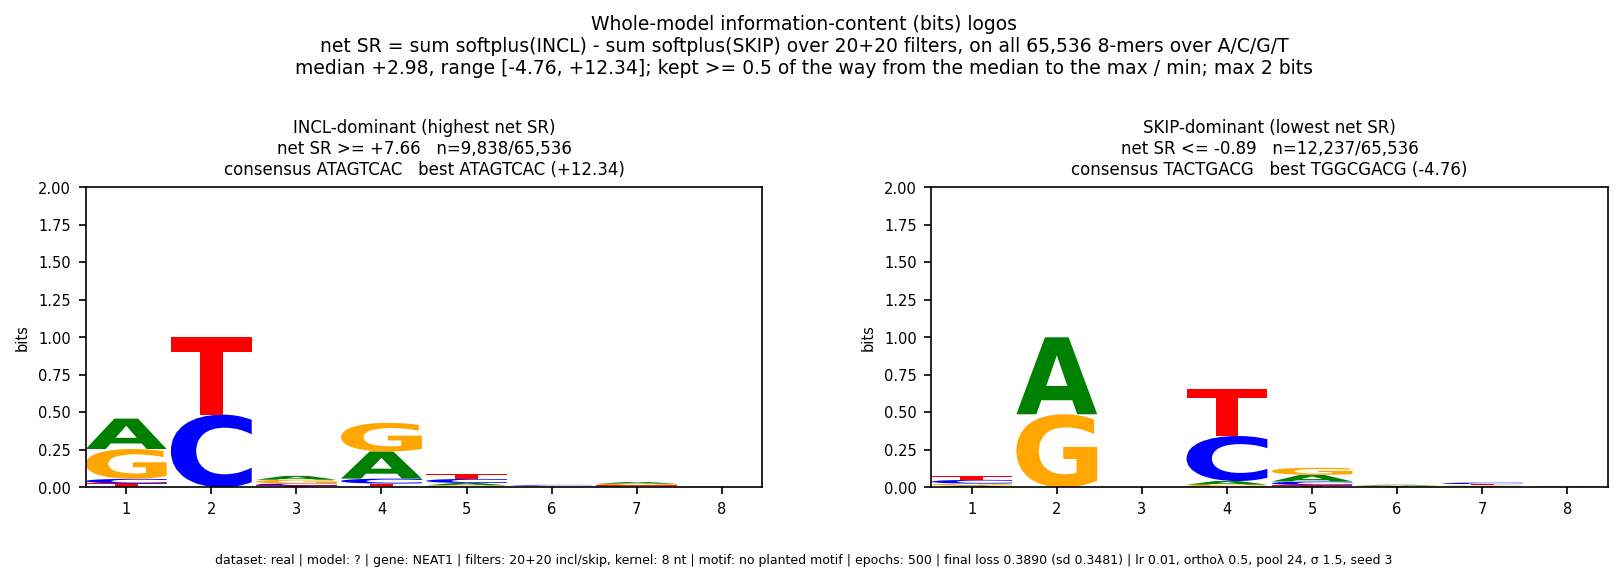 Whole-model information-content (bits) logos
net SR = sum softplus(INCL) - sum softplus(SKIP) over 20+20 filters, on all 65,536 8-mers over A/C/G/T
median +2.98, range [-4.76, +12.34]; kept >= 0.5 of the way from the median to the max / min; max 2 bits
INCL-dominant (highest net SR)
net SR >= +7.66   n=9,838/65,536
consensus ATAGTCAC   best ATAGTCAC (+12.34)
2.00
1.75
1.50
1.25
1.00
0.75
0.50
0.25
0.00
bits
1 2 3 4 5 6 7 8
SKIP-dominant (lowest net SR)
net SR <= -0.89   n=12,237/65,536
consensus TACTGACG   best TGGCGACG (-4.76)
2.00
1.75
1.50
1.25
1.00
0.75
0.50
0.25
0.00
bits
1 2 3 4 5 6 7 8
dataset: real | model: ? | gene: NEAT1 | filters: 20+20 incl/skip, kernel: 8 nt | motif: no planted motif | epochs: 500 | final loss 0.3890 (sd 0.3481) | lr 0.01, orthoλ 0.5, pool 24, σ 1.5, seed 3